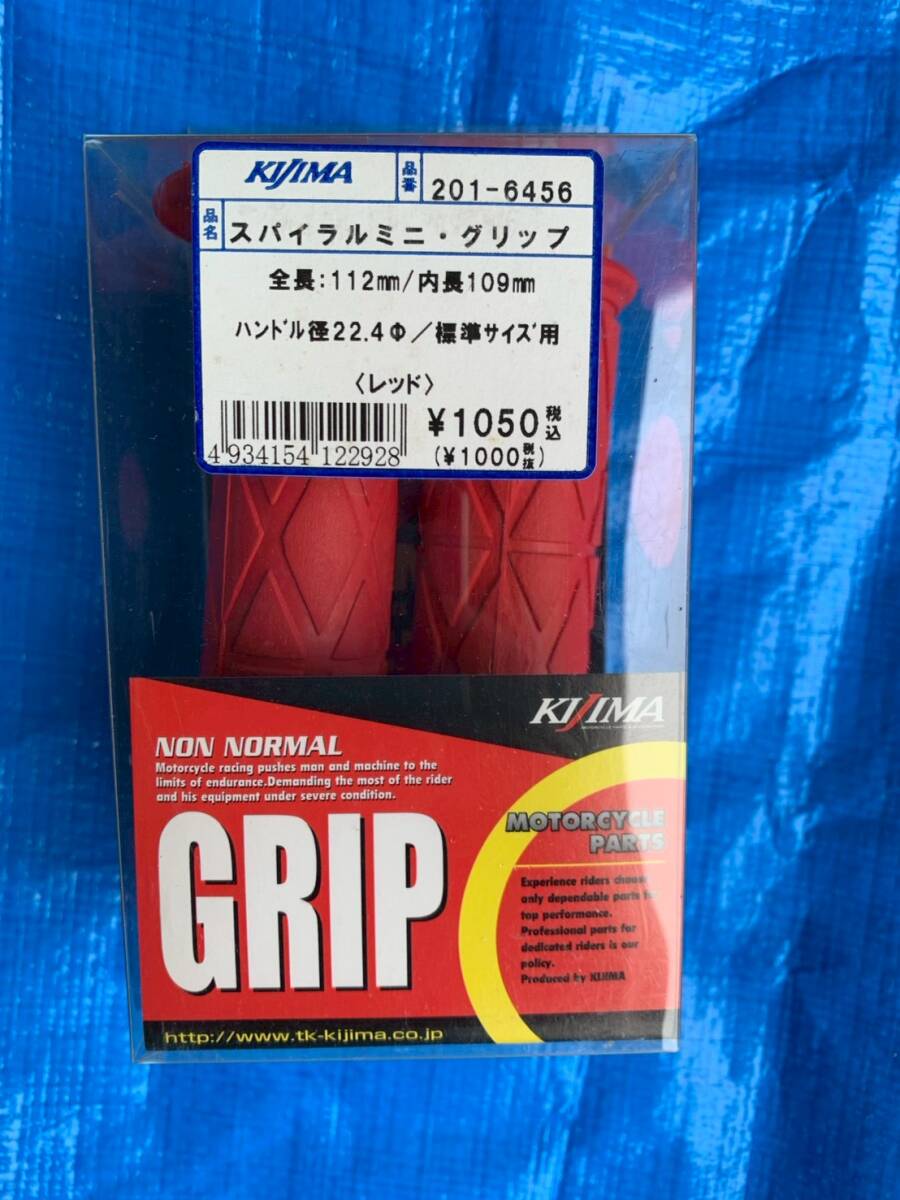 KIJIMA 品番 201-6456
品名 スパイラルミニ・グリップ
全長:112㎜/内長109㎜
ﾊﾝﾄﾞﾙ径22.4Φ/標準ｻｲｽﾞ用
〈レッド〉
¥1050税込
(¥1000税抜)
4 934154 122928
KIJIMA
NON NORMAL
Motorcycle racing pushes man and machine to the
limits of endurance.Demanding the most of the rider
and his equipment under severe condition.
GRIP
MOTORCYCLE
PARTS
Experience riders choose
only dependable parts for
top performance.
Professional parts for
dedicated riders is our
policy.
Produced by KIJIMA
http://www.tk-kijima.co.jp